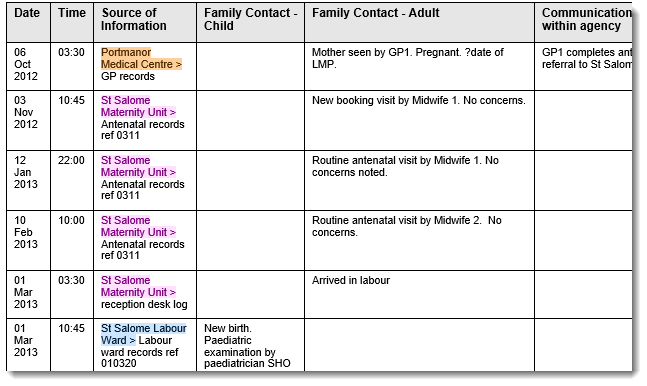 Date Time Source of Information Family Contact - Child Family Contact - Adult Communication within agency
06 Oct 2012 03:30 Portmanor Medical Centre > GP records Mother seen by GP1. Pregnant. ?date of LMP. GP1 completes referral to St
03 Nov 2012 10:45 St Salome Maternity Unit > Antenatal records ref 0311 New booking visit by Midwife 1. No concerns.
12 Jan 2013 22:00 St Salome Maternity Unit > Antenatal records ref 0311 Routine antenatal visit by Midwife 1. No concerns noted.
10 Feb 2013 10:00 St Salome Maternity Unit > Antenatal records ref 0311 Routine antenatal visit by Midwife 2. No concerns.
01 Mar 2013 03:30 St Salome Maternity Unit > reception desk log Arrived in labour
01 Mar 2013 10:45 St Salome Labour Ward > Labour ward records ref 010320 New birth. Paediatric examination by paediatrician SHO